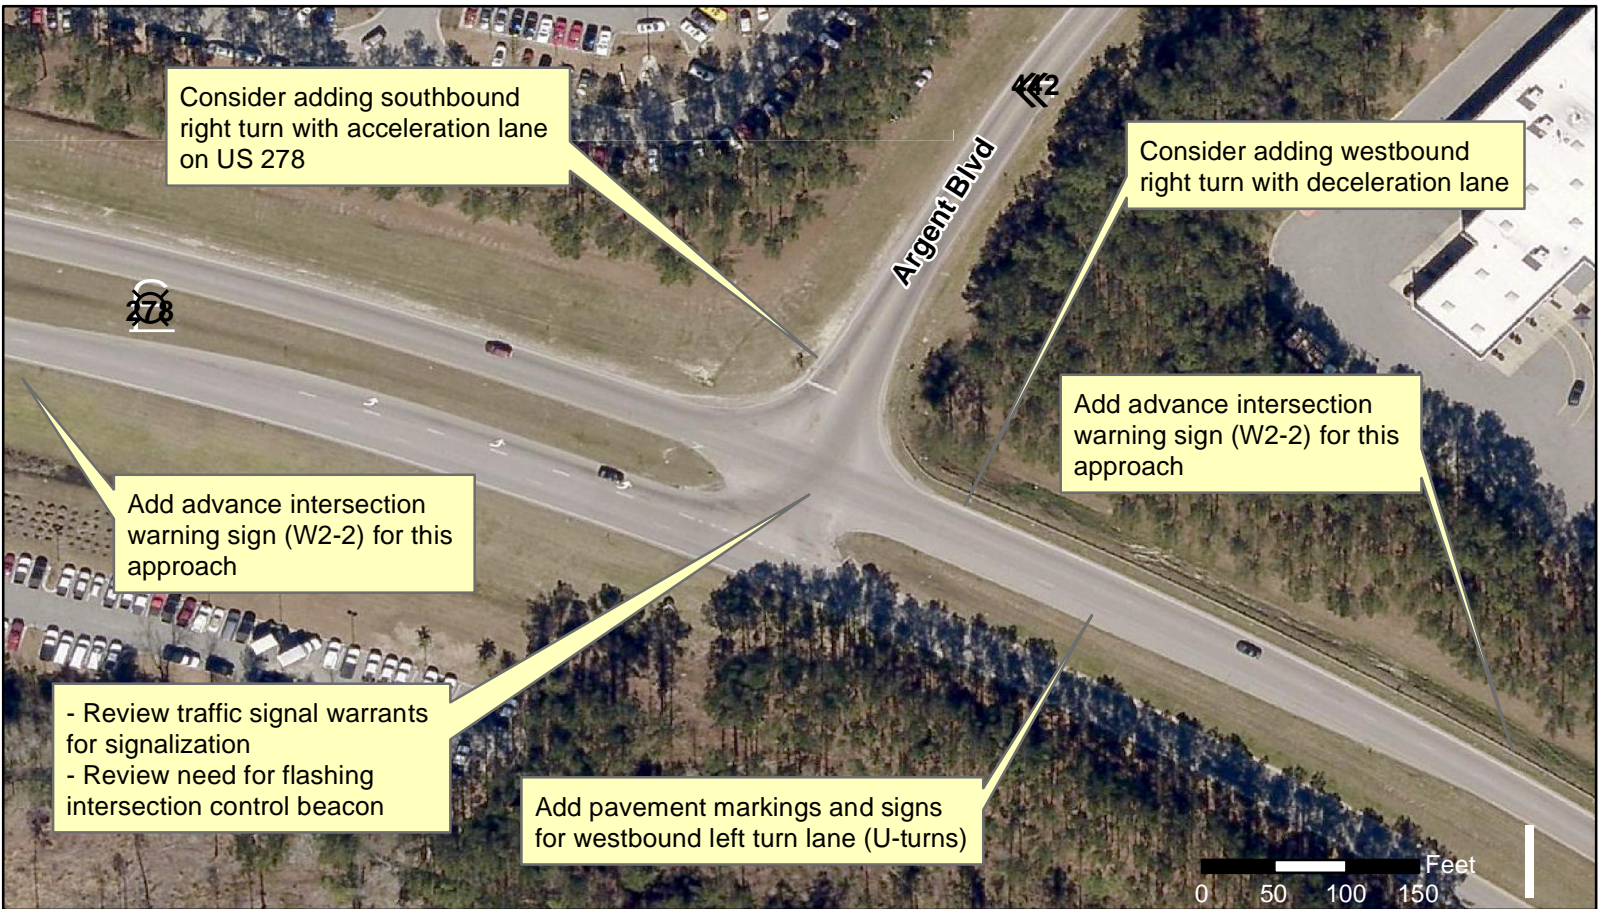 Consider adding southbound
right turn with acceleration lane
on US 278
Argent Blvd
Consider adding westbound
right turn with deceleration lane
278
Add advance intersection
warning sign (W2-2) for this
approach
Add advance intersection
warning sign (W2-2) for this
approach
- Review traffic signal warrants
for signalization
- Review need for flashing
intersection control beacon
Add pavement markings and signs
for westbound left turn lane (U-turns)
Feet
0 50 100 150